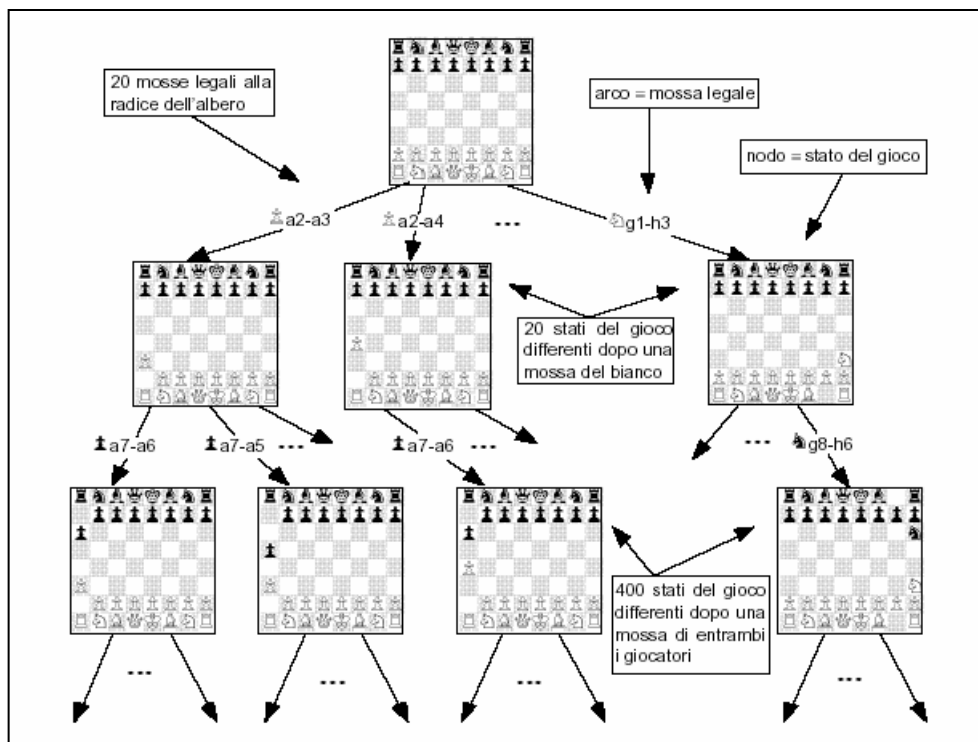 20 mosse legali alla
radice dell'albero
arco = mossa legale
nodo = stato del gioco
a2-a3
a2-a4
...
g1-h3
20 stati del gioco
differenti dopo una
mossa del bianco
a7-a6
a7-a5
...
a7-a6
...
...
g8-h6
400 stati del gioco
differenti dopo una
mossa di entrambi
i giocatori
...
...
...
...